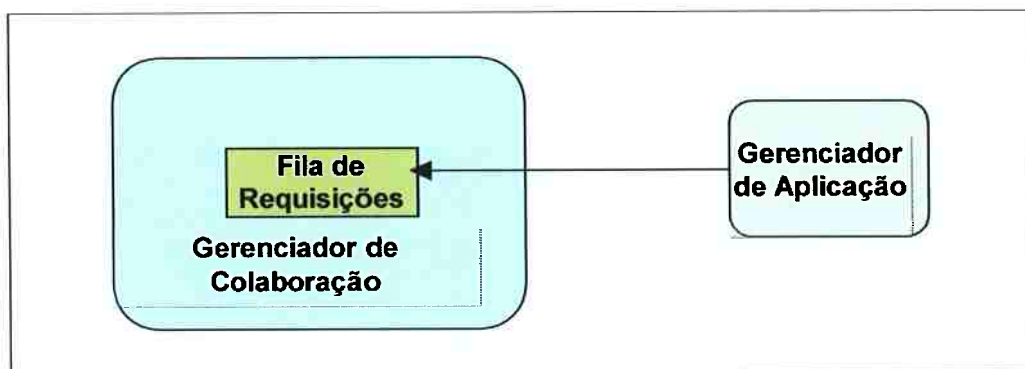 Fila de
Requisições
Gerenciador de
Colaboração
Gerenciador
de Aplicação